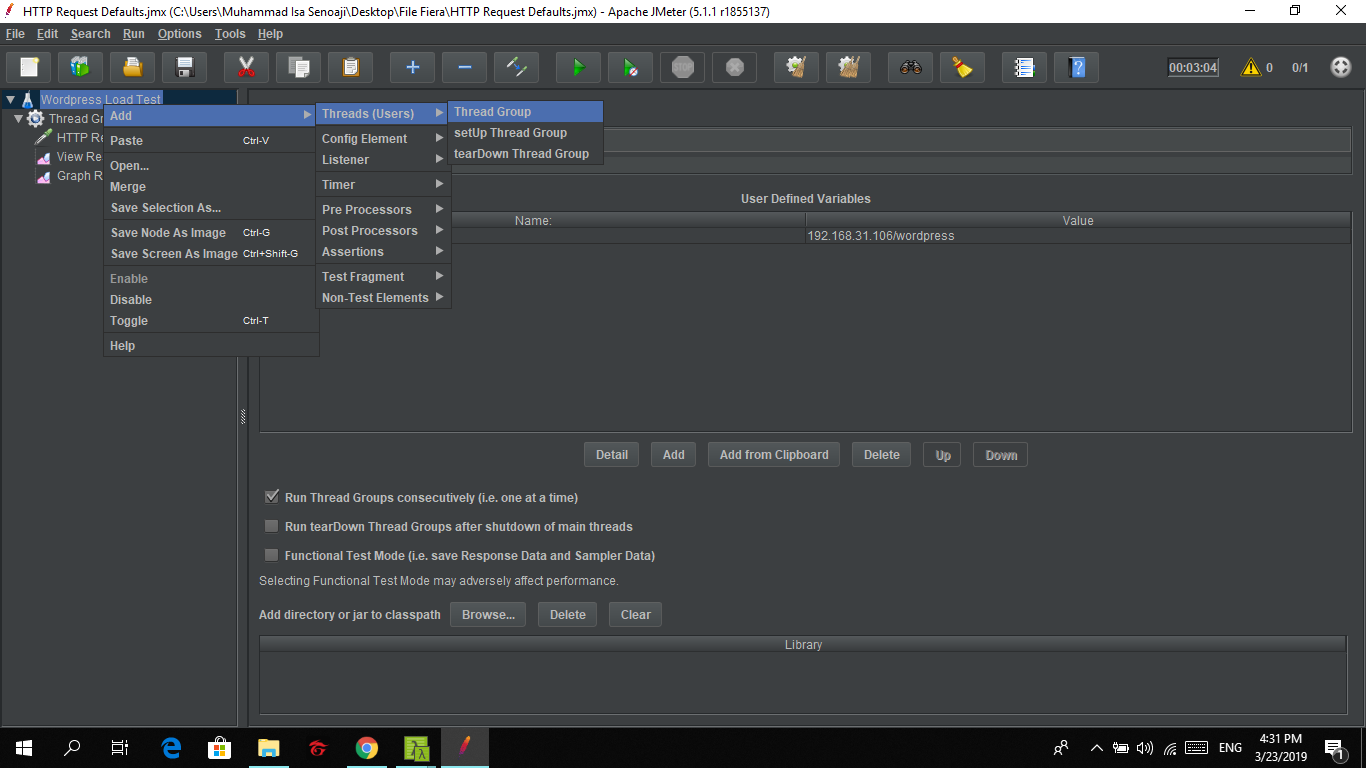 HTTP Request Defaults.jmx (C:\Users\Muhammad Isa Senoaji\Desktop\File Fiera\HTTP Request Defaults.jmx) - Apache JMeter (5.1.1 r1855137)
File Edit Search Run Options Tools Help
STOP 00:03:04 0 0/1
Wordpress Load Test
Thread Gr
HTTP Re
View Re
Graph R
Add
Paste Ctrl-V
Open...
Merge
Save Selection As...
Save Node As Image Ctrl-G
Save Screen As Image Ctrl+Shift-G
Enable
Disable
Toggle Ctrl-T
Help
Threads (Users)
Config Element
Listener
Timer
Pre Processors
Post Processors
Assertions
Test Fragment
Non-Test Elements
Thread Group
setUp Thread Group
tearDown Thread Group
User Defined Variables
Name: Value
192.168.31.106/wordpress
Detail Add Add from Clipboard Delete Up Down
Run Thread Groups consecutively (i.e. one at a time)
Run tearDown Thread Groups after shutdown of main threads
Functional Test Mode (i.e. save Response Data and Sampler Data)
Selecting Functional Test Mode may adversely affect performance.
Add directory or jar to classpath Browse... Delete Clear
Library
ENG 4:31 PM
3/23/2019 1